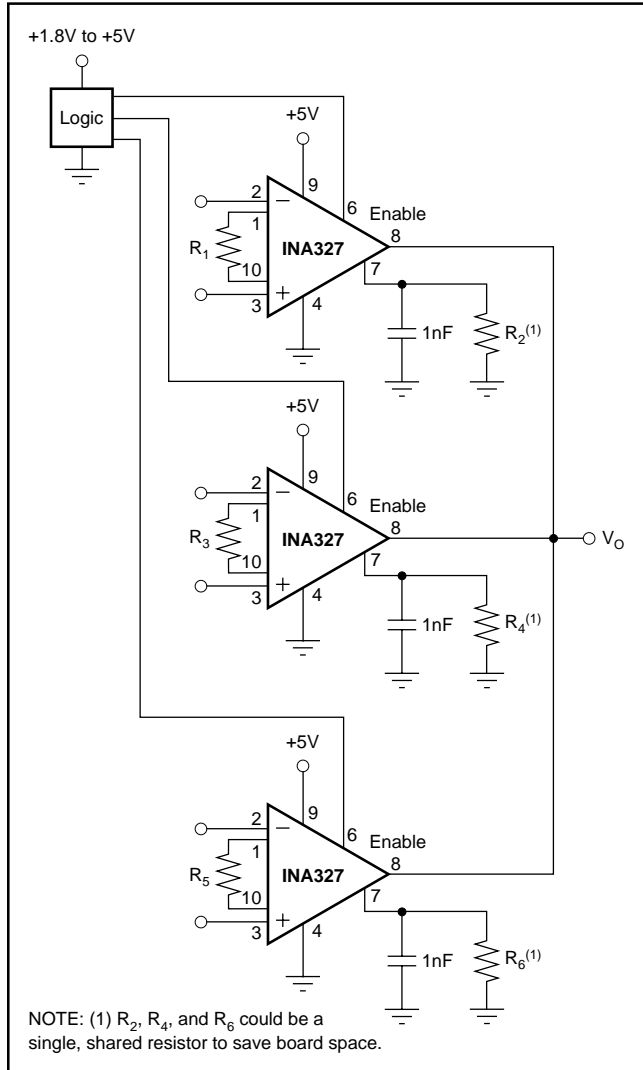 +1.8V to +5V
Logic
+5V
9
2
6
Enable
−
1
8
R1
INA327
7
10
+
3
4
1nF
R2(1)
+5V
9
2
6
Enable
−
1
8
VO
R3
INA327
7
10
+
3
4
1nF
R4(1)
+5V
9
2
6
Enable
−
1
8
R5
INA327
7
10
+
3
4
1nF
R6(1)
NOTE: (1) R2, R4, and R6 could be a
single, shared resistor to save board space.